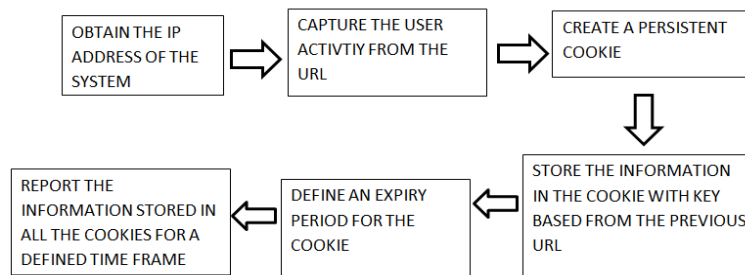 OBTAIN THE IP
ADDRESS OF THE
SYSTEM
CAPTURE THE USER
ACTIVTIY FROM THE
URL
CREATE A PERSISTENT
COOKIE
STORE THE INFORMATION
IN THE COOKIE WITH KEY
BASED FROM THE PREVIOUS
URL
DEFINE AN EXPIRY
PERIOD FOR THE
COOKIE
REPORT THE
INFORMATION STORED IN
ALL THE COOKIES FOR A
DEFINED TIME FRAME